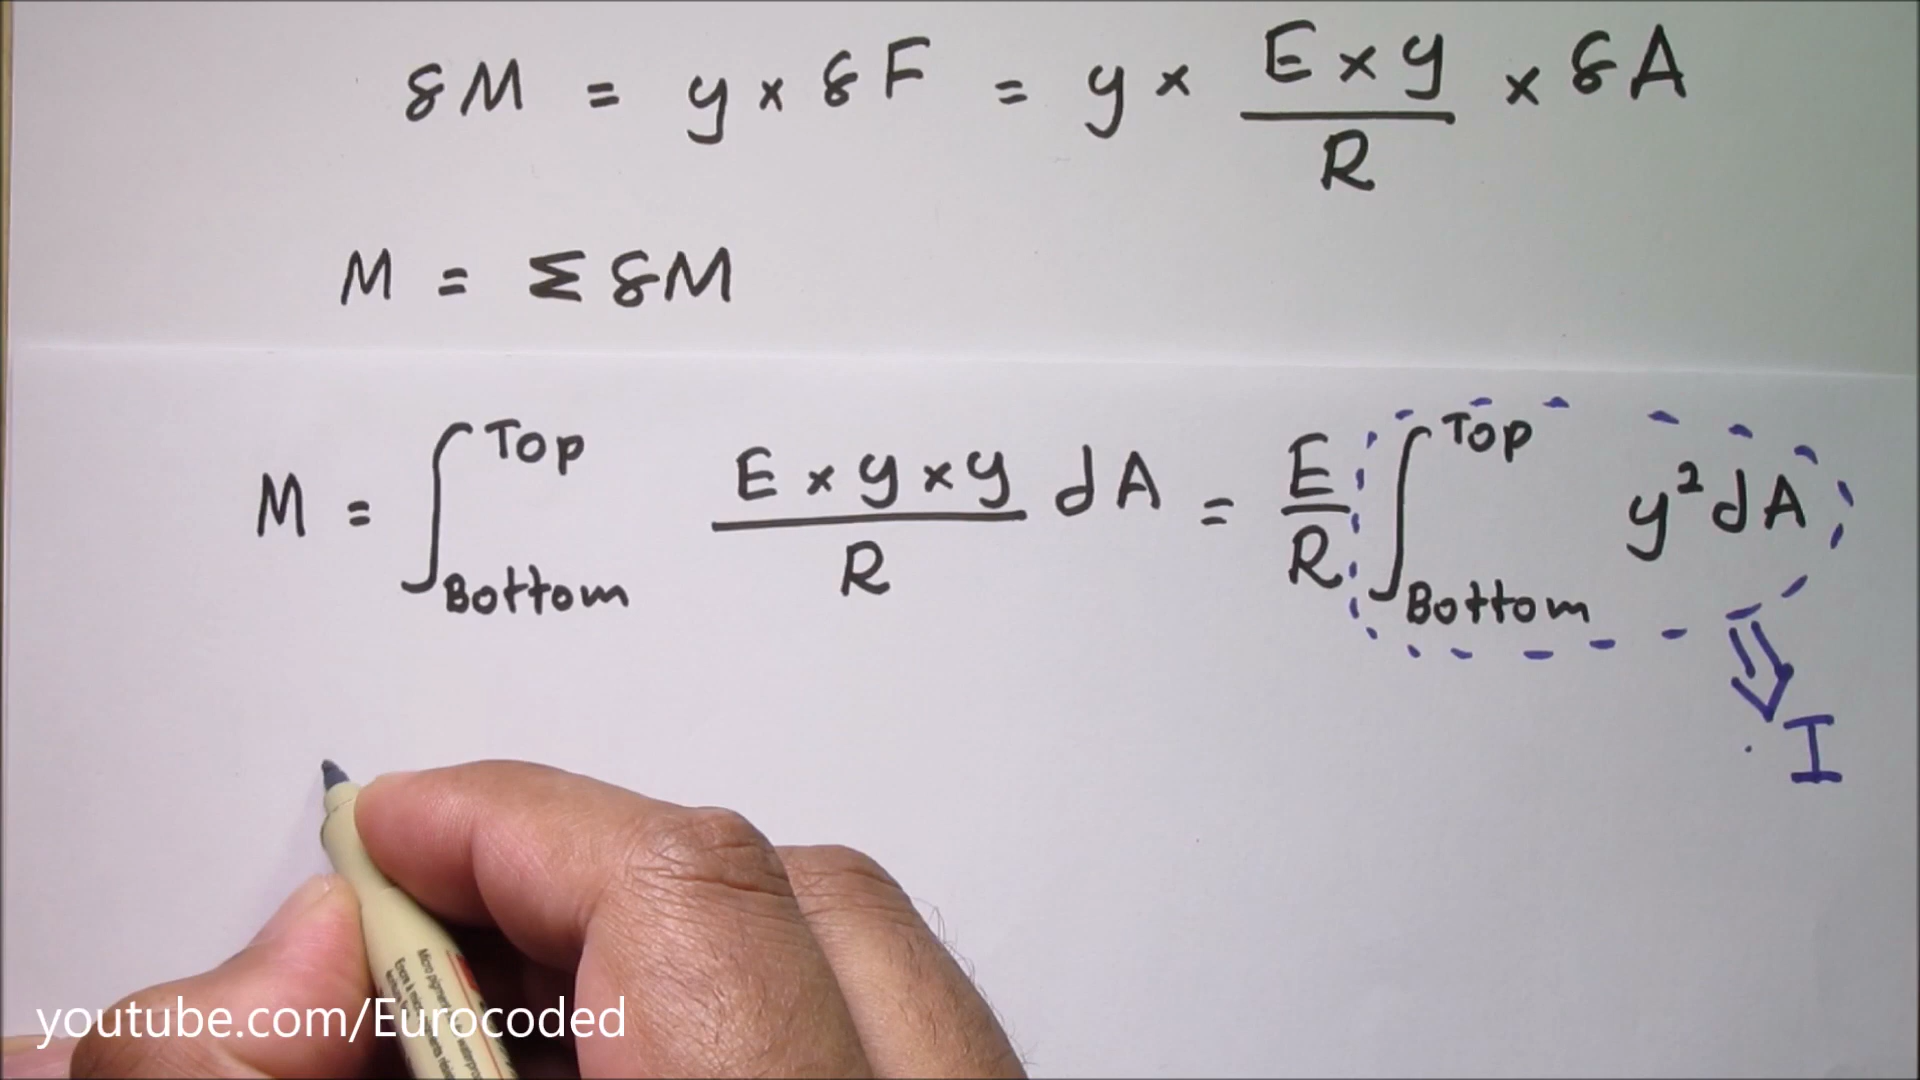 δM = y × δF = y × (E × y)/R × δA
M = Σ δM
M = ∫ Top Bottom (E × y × y)/R dA = E/R ∫ Top Bottom y² dA
⇒ I
youtube.com/Eurocoded